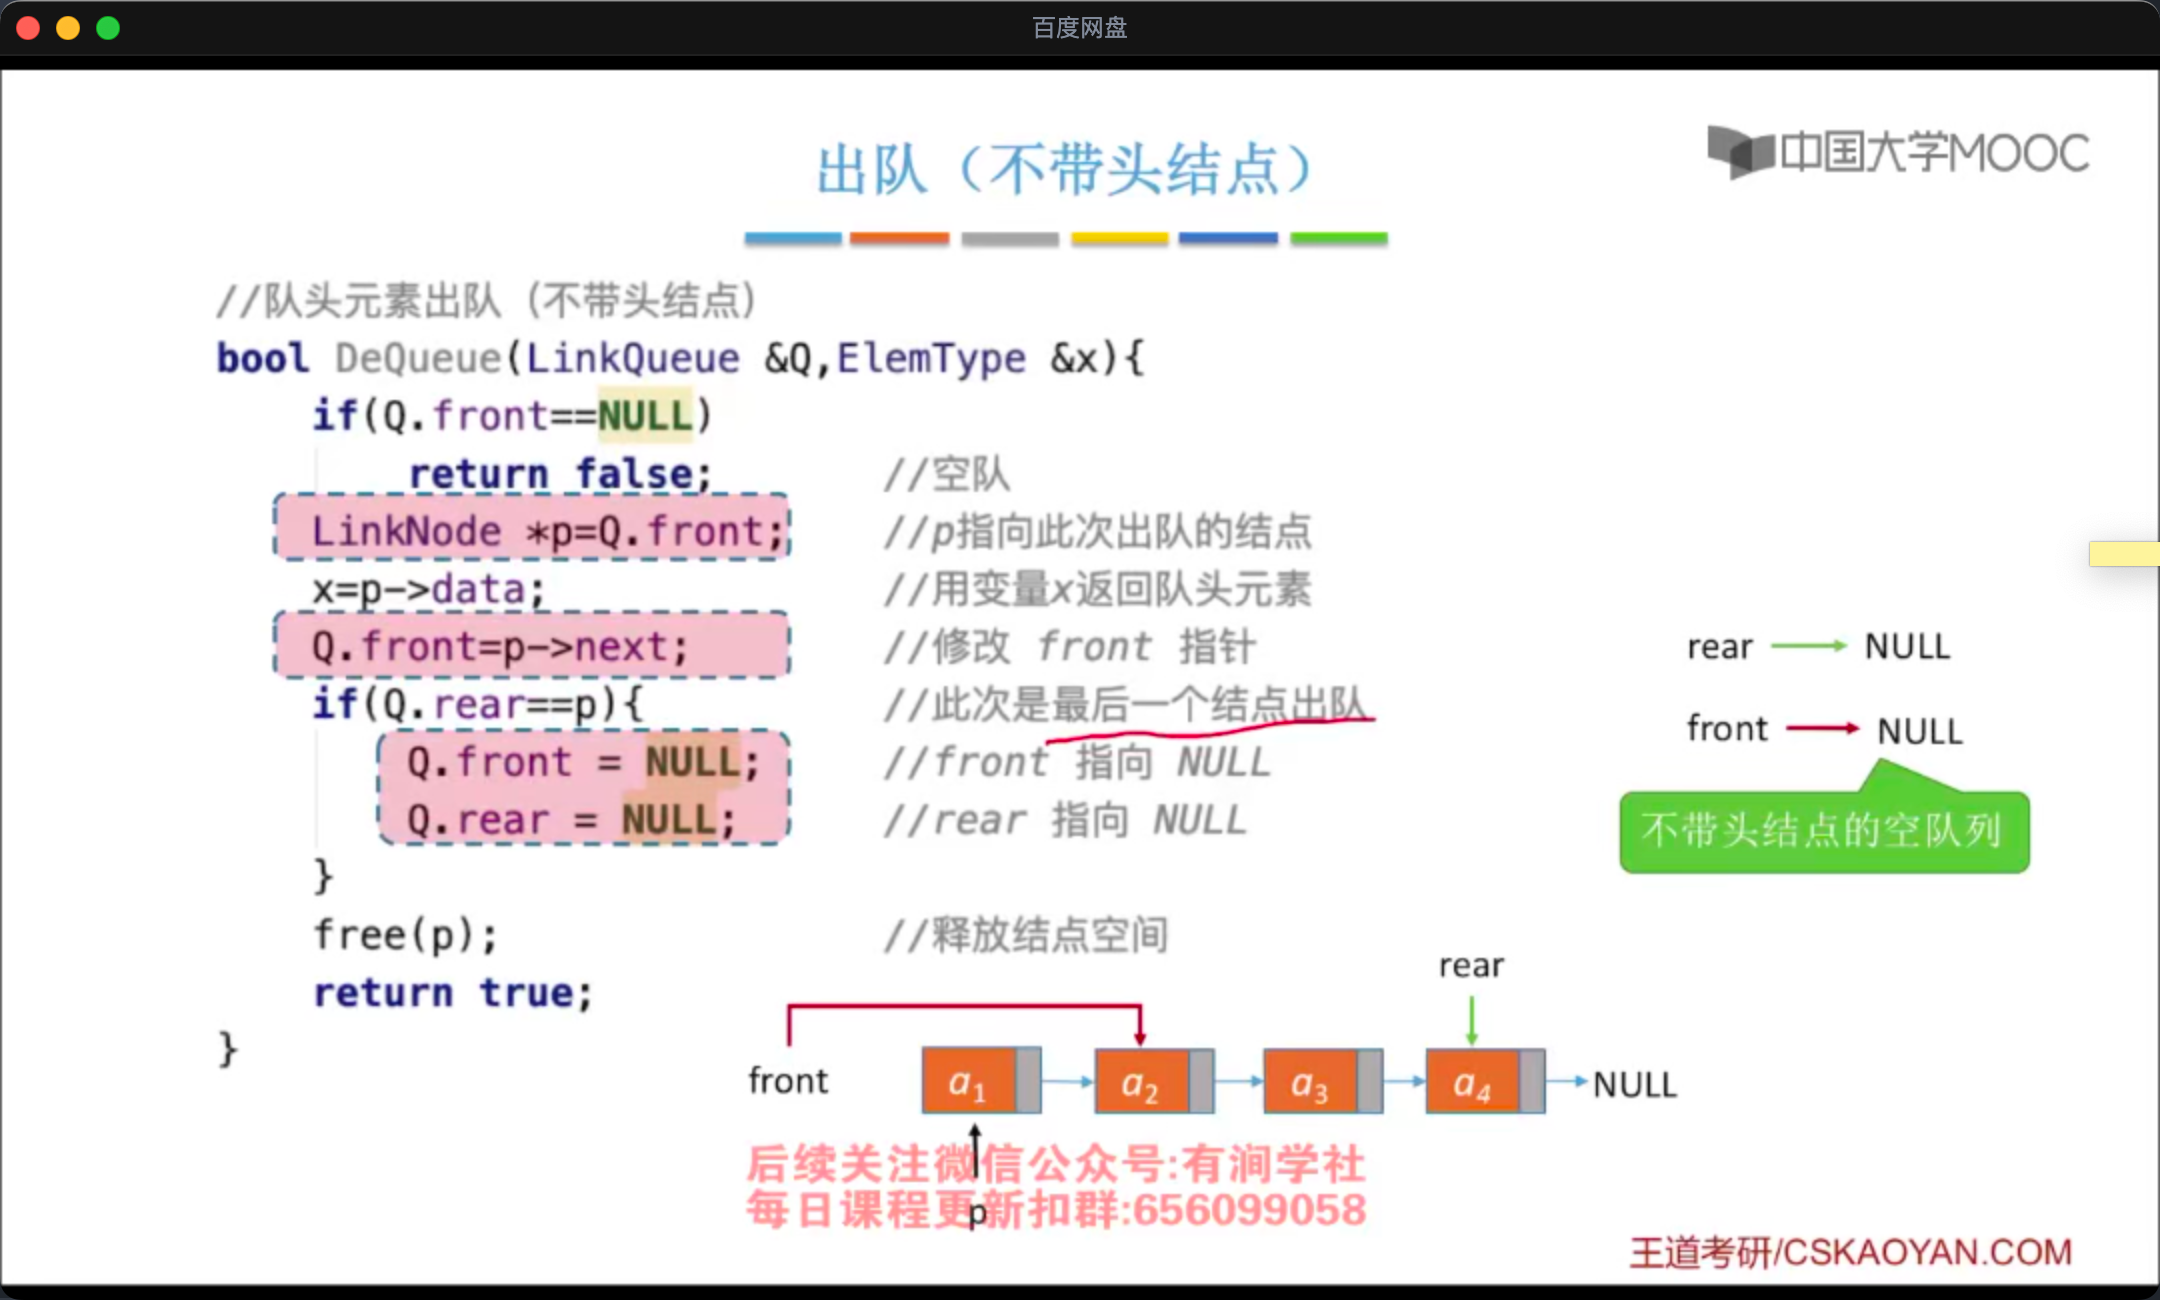 百度网盘
中国大学MOOC
出队（不带头结点）
//队头元素出队（不带头结点）
bool DeQueue(LinkQueue &Q,ElemType &x){
if(Q.front==NULL)
return false; //空队
LinkNode *p=Q.front; //p指向此次出队的结点
x=p->data; //用变量x返回队头元素
Q.front=p->next; //修改 front 指针
if(Q.rear==p){ //此次是最后一个结点出队
Q.front = NULL; //front 指向 NULL
Q.rear = NULL; //rear 指向 NULL
}
free(p); //释放结点空间
return true;
}
rear NULL
front NULL
不带头结点的空队列
rear
front a1 a2 a3 a4 NULL
后续关注微信公众号:有涧学社
每日课程更新扣群:656099058
p
王道考研/CSKAOYAN.COM